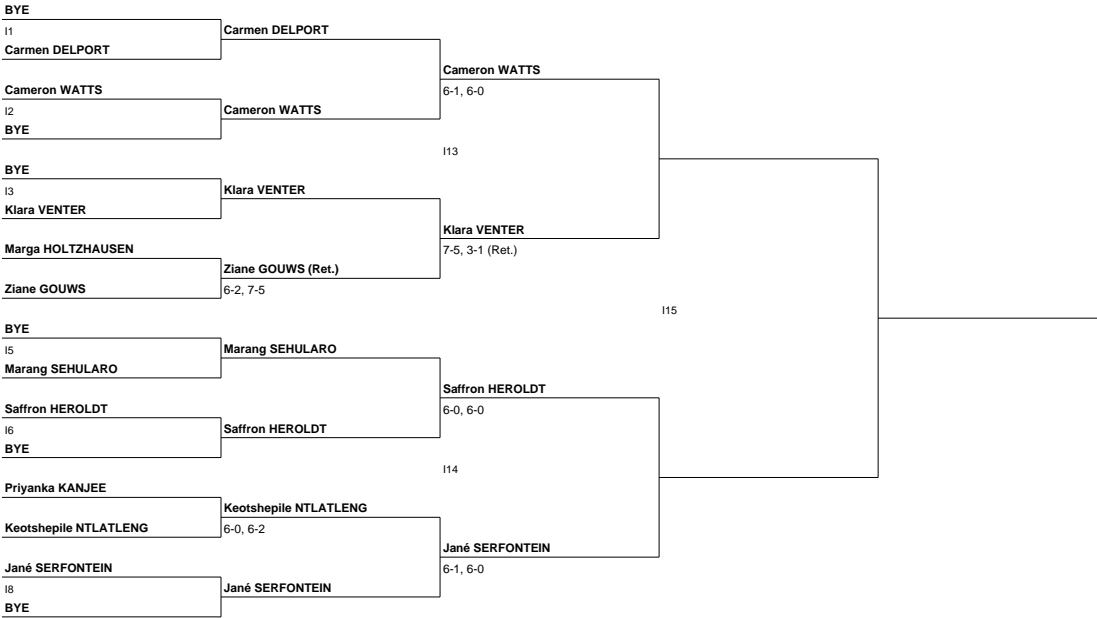 BYE
I1
Carmen DELPORT
Cameron WATTS
I2
BYE
BYE
I3
Klara VENTER
Marga HOLTZHAUSEN
Ziane GOUWS
BYE
I5
Marang SEHULARO
Saffron HEROLDT
I6
BYE
Priyanka KANJEE
Keotshepile NTLATLENG
Jané SERFONTEIN
I8
BYE
Carmen DELPORT
Cameron WATTS
Klara VENTER
Ziane GOUWS (Ret.)
6-2, 7-5
Marang SEHULARO
Saffron HEROLDT
Keotshepile NTLATLENG
6-0, 6-2
Jané SERFONTEIN
Cameron WATTS
6-1, 6-0
I13
Klara VENTER
7-5, 3-1 (Ret.)
Saffron HEROLDT
6-0, 6-0
I14
Jané SERFONTEIN
6-1, 6-0
I15